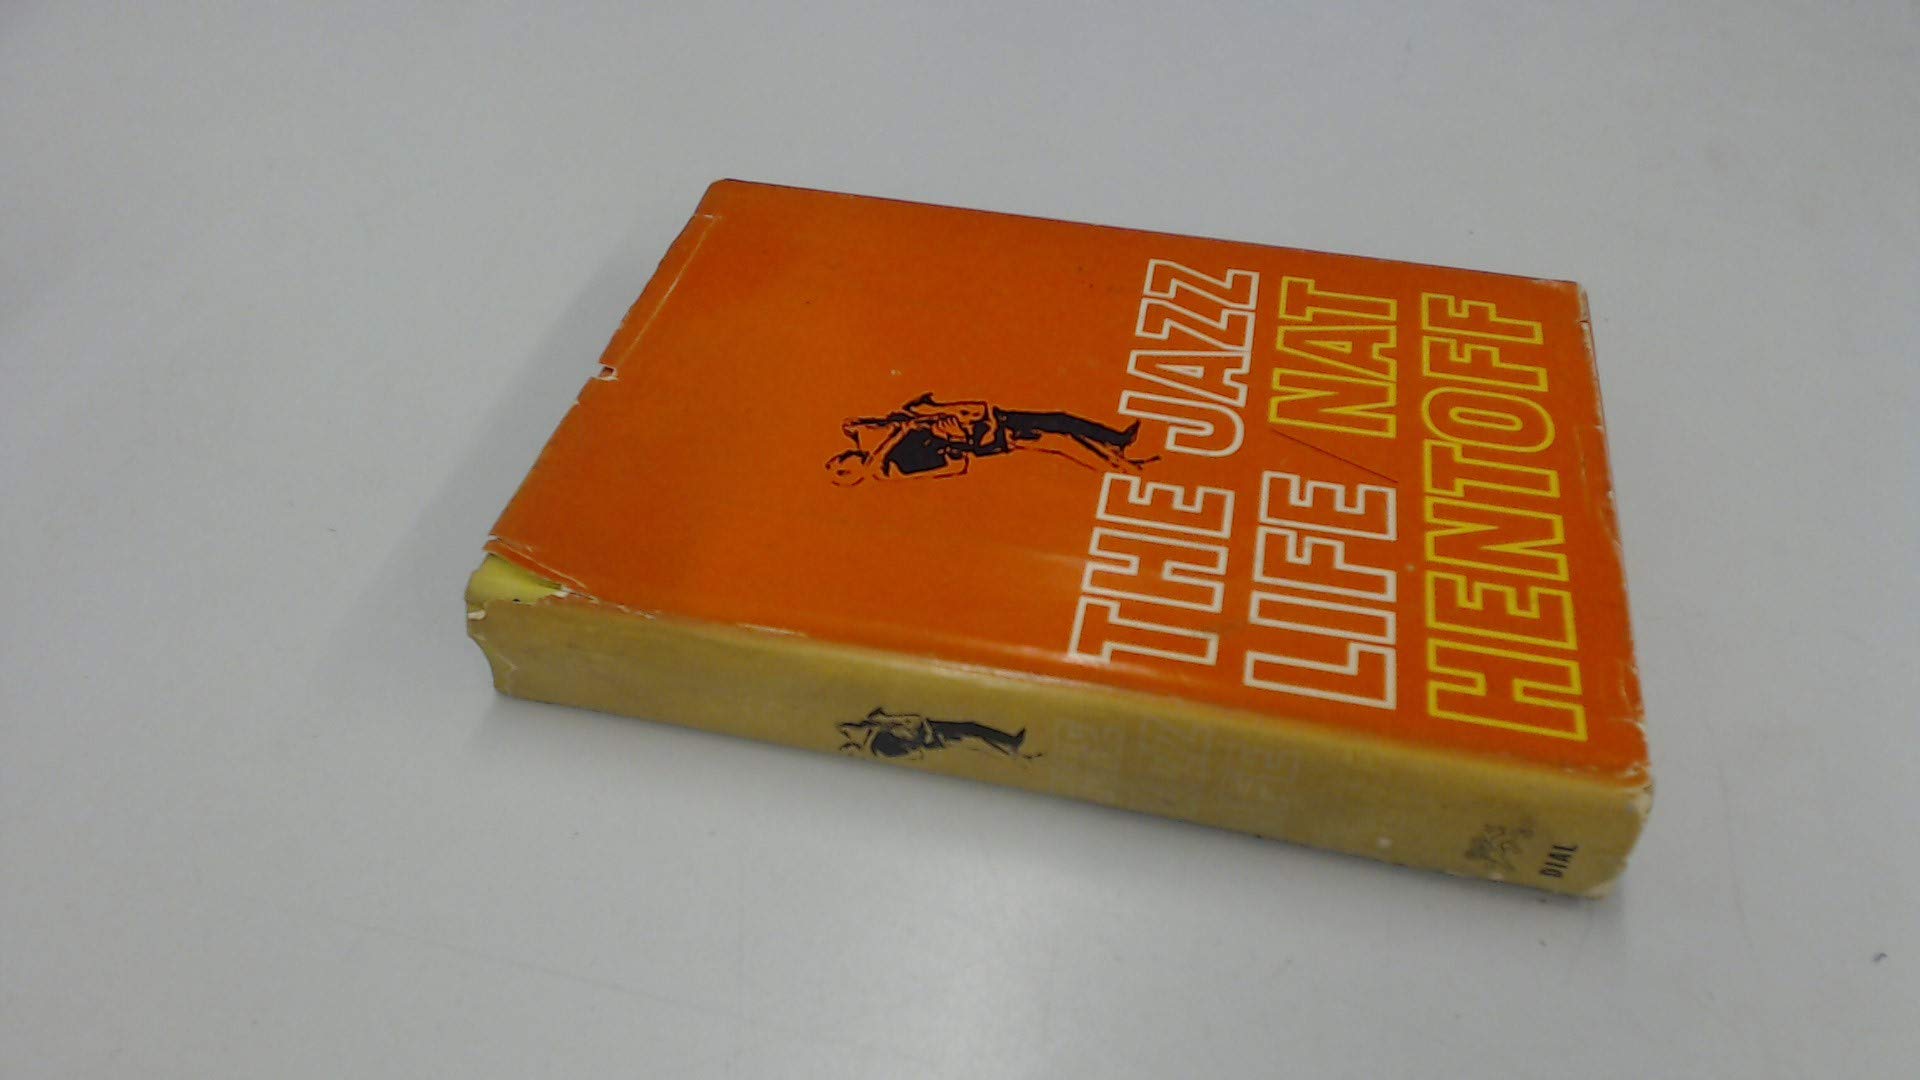 THE JAZZ
LIFE / NAT
HENTOFF
DIAL